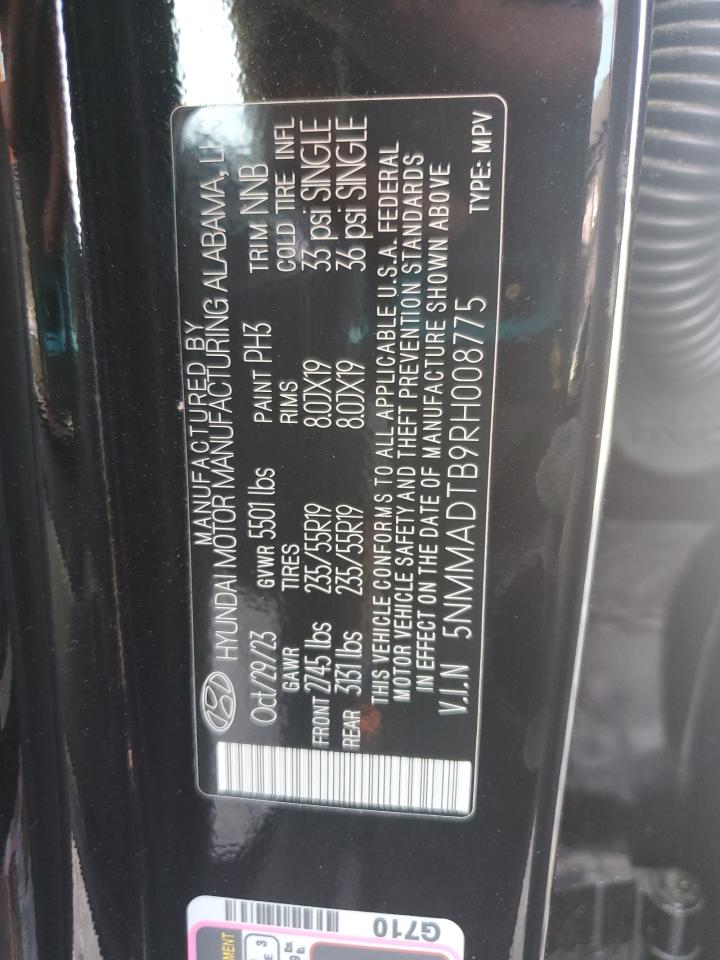 MANUFACTURED BY
HYUNDAI MOTOR MANUFACTURING ALABAMA, LLC
Oct/29/23 GVWR 5501 lbs PAINT PH3 TRIM NNB
GAWR TIRES RIMS COLD TIRE INFL
FRONT 2745 lbs 235/55R19 8.0JX19 35 psi SINGLE
REAR 3131 lbs 235/55R19 8.0JX19 36 psi SINGLE
THIS VEHICLE CONFORMS TO ALL APPLICABLE U.S.A. FEDERAL
MOTOR VEHICLE SAFETY AND THEFT PREVENTION STANDARDS
IN EFFECT ON THE DATE OF MANUFACTURE SHOWN ABOVE
V.I.N 5NMMADTB9RH008775 TYPE: MPV
G710